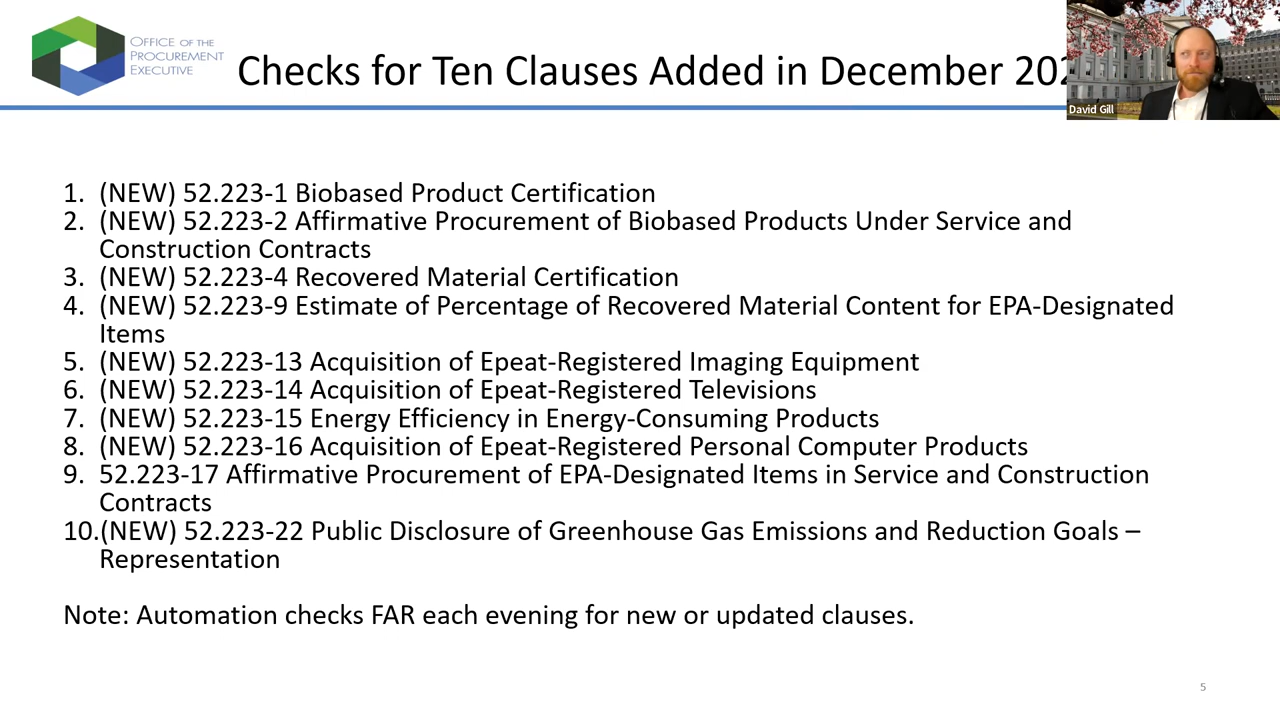 OFFICE OF THE
PROCUREMENT
EXECUTIVE
Checks for Ten Clauses Added in December
David Gill
1. (NEW) 52.223-1 Biobased Product Certification
2. (NEW) 52.223-2 Affirmative Procurement of Biobased Products Under Service and
Construction Contracts
3. (NEW) 52.223-4 Recovered Material Certification
4. (NEW) 52.223-9 Estimate of Percentage of Recovered Material Content for EPA-Designated
Items
5. (NEW) 52.223-13 Acquisition of Epeat-Registered Imaging Equipment
6. (NEW) 52.223-14 Acquisition of Epeat-Registered Televisions
7. (NEW) 52.223-15 Energy Efficiency in Energy-Consuming Products
8. (NEW) 52.223-16 Acquisition of Epeat-Registered Personal Computer Products
9. 52.223-17 Affirmative Procurement of EPA-Designated Items in Service and Construction
Contracts
10.(NEW) 52.223-22 Public Disclosure of Greenhouse Gas Emissions and Reduction Goals –
Representation
Note: Automation checks FAR each evening for new or updated clauses.
5